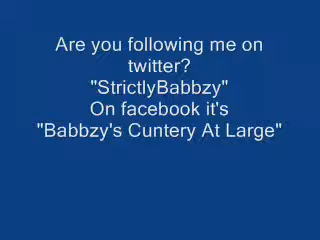 Are you following me on
twitter?
"StrictlyBabbzy"
On facebook it's
"Babbzy's Cuntery At Large"